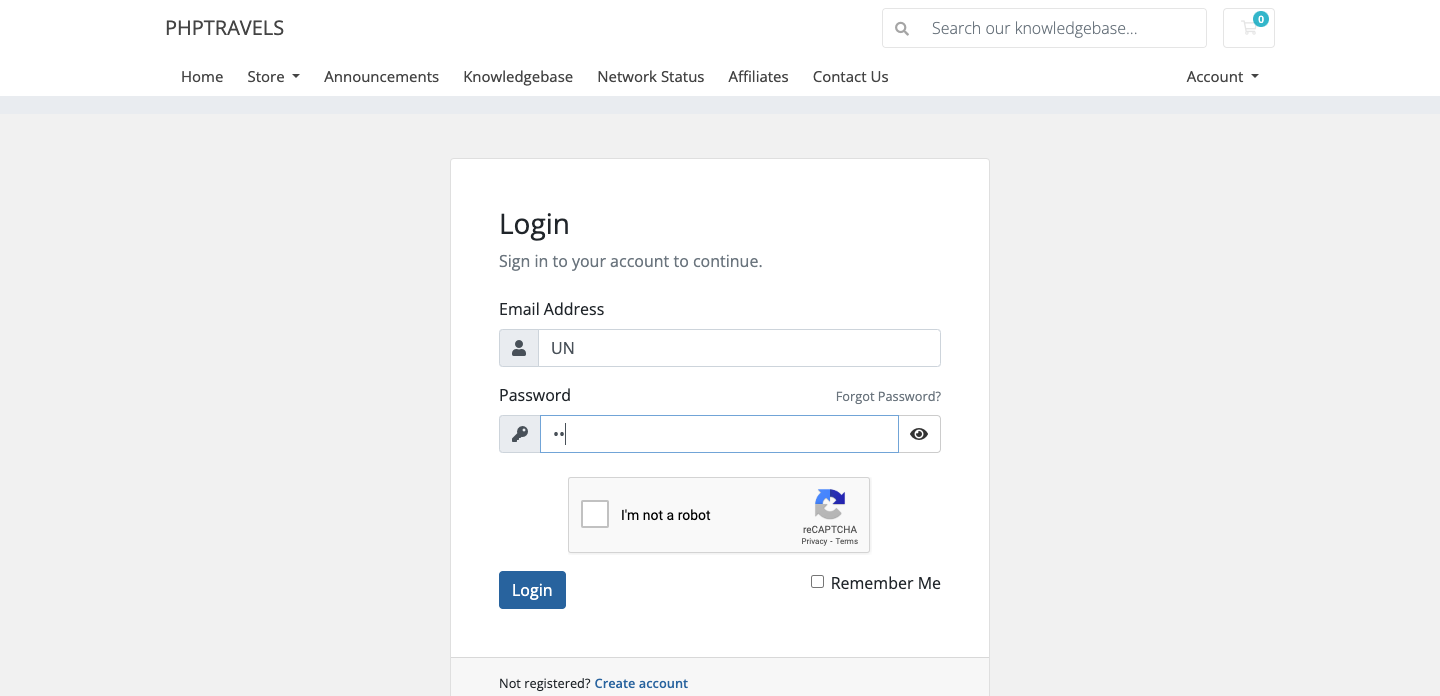 PHPTRAVELS
Search our knowledgebase...
0
Home Store Announcements Knowledgebase Network Status Affiliates Contact Us Account
Login
Sign in to your account to continue.
Email Address
UN
Password Forgot Password?
••
I'm not a robot
reCAPTCHA
Privacy - Terms
Login Remember Me
Not registered? Create account